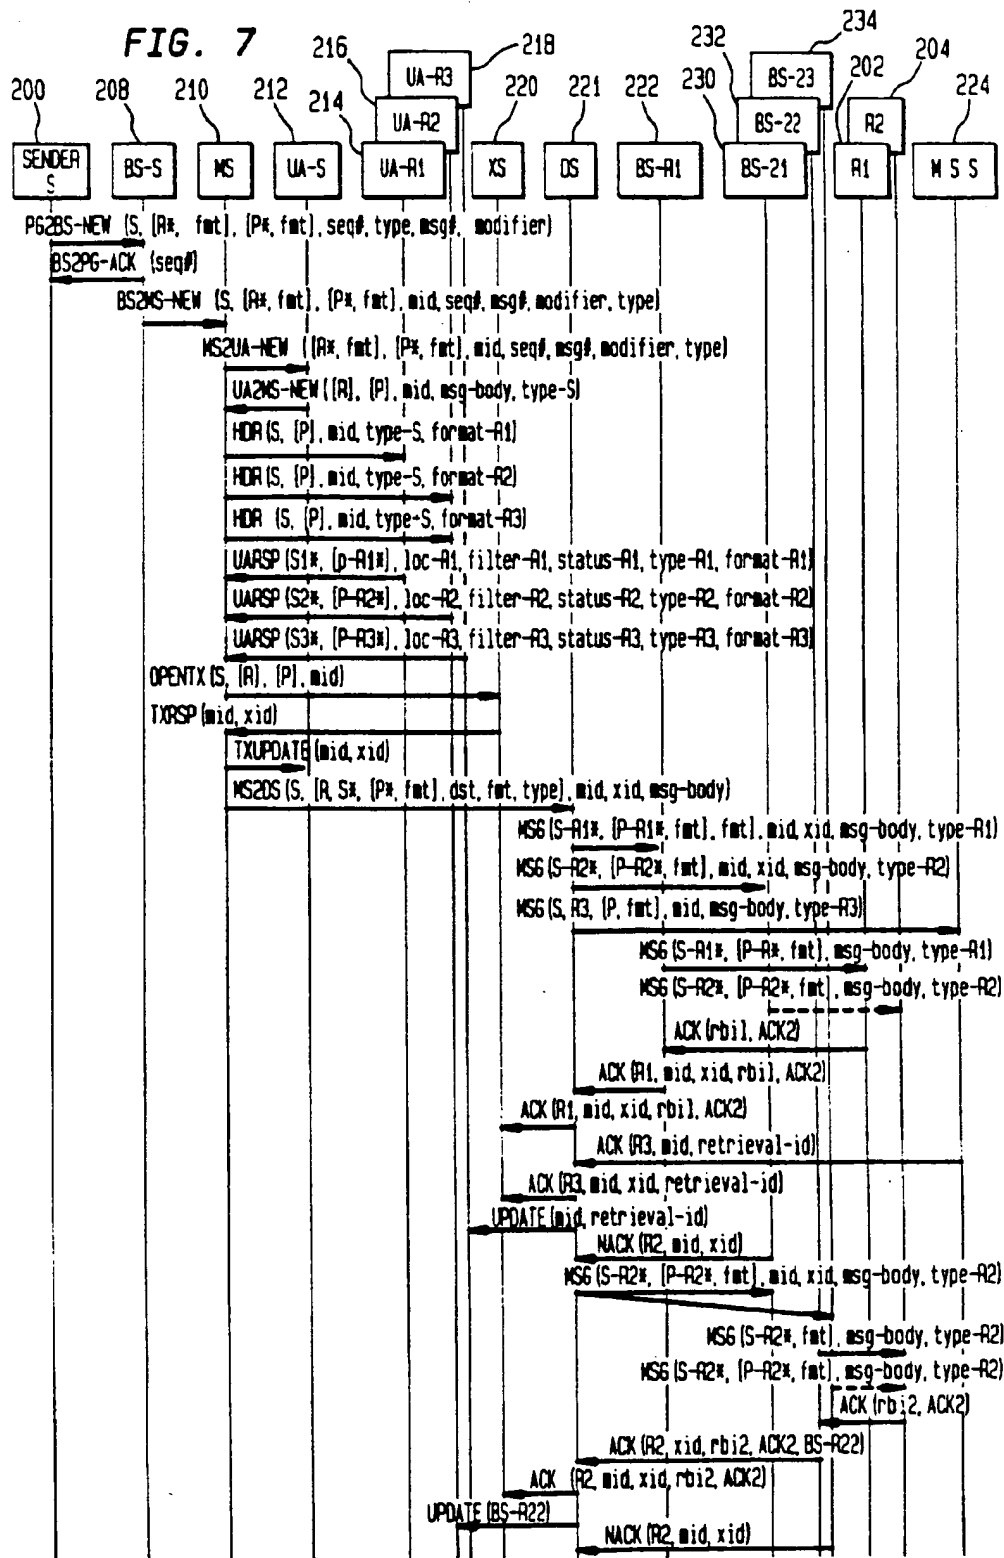 FIG. 7
200
208
210
212
216
214
218
220
221
222
232
230
234
202
204
224
SENDER S
BS-S
MS
UA-S
UA-R3
UA-R2
UA-R1
XS
DS
BS-R1
BS-23
BS-22
BS-21
R2
R1
M S S
PG2BS-NEW (S, [R*, fmt], [P*, fmt], seq#, type, msg#, modifier)
BS2PG-ACK (seq#)
BS2MS-NEW (S, [R*, fmt], [P*, fmt], mid, seq#, msg#, modifier, type)
MS2UA-NEW ([R*, fmt], [P*, fmt], mid, seq#, msg#, modifier, type)
UA2MS-NEW ([R], [P], mid, msg-body, type-S)
HDR (S, [P], mid, type-S, format-R1)
HDR (S, [P], mid, type-S, format-R2)
HDR (S, [P], mid, type-S, format-R3)
UARSP (S1*, [p-R1*], loc-R1, filter-R1, status-R1, type-R1, format-R1)
UARSP (S2*, [P-R2*], loc-R2, filter-R2, status-R2, type-R2, format-R2)
UARSP (S3*, [P-R3*], loc-R3, filter-R3, status-R3, type-R3, format-R3)
OPENTX (S, [R], [P], mid)
TXRSP (mid, xid)
TXUPDATE (mid, xid)
MS2DS (S, [R, S*, [P*, fmt], dst, fmt, type], mid, xid, msg-body)
MSG (S-R1*, [P-R1*, fmt], fmt], mid, xid, msg-body, type-R1)
MSG (S-R2*, [P-R2*, fmt], mid, xid, msg-body, type-R2)
MSG (S, R3, [P, fmt], mid, msg-body, type-R3)
MSG (S-R1*, [P-R*, fmt], msg-body, type-R1)
MSG (S-R2*, [P-R2*, fmt], msg-body, type-R2)
ACK (rbi], ACK2)
ACK (R1, mid, xid, rbi], ACK2)
ACK (R1, mid, xid, rbi], ACK2)
ACK (R3, mid, retrieval-id)
ACK (R3, mid, xid, retrieval-id)
UPDATE (mid, retrieval-id)
NACK (R2, mid, xid)
MSG (S-R2*, [P-R2*, fmt], mid, xid, msg-body, type-R2)
MSG (S-R2*, fmt], msg-body, type-R2)
MSG (S-R2*, [P-R2*, fmt], msg-body, type-R2)
ACK (rbi2, ACK2)
ACK (R2, xid, rbi2, ACK2, BS-R22)
ACK (R2, mid, xid, rbi2, ACK2)
UPDATE (BS-R22)
NACK (R2, mid, xid)